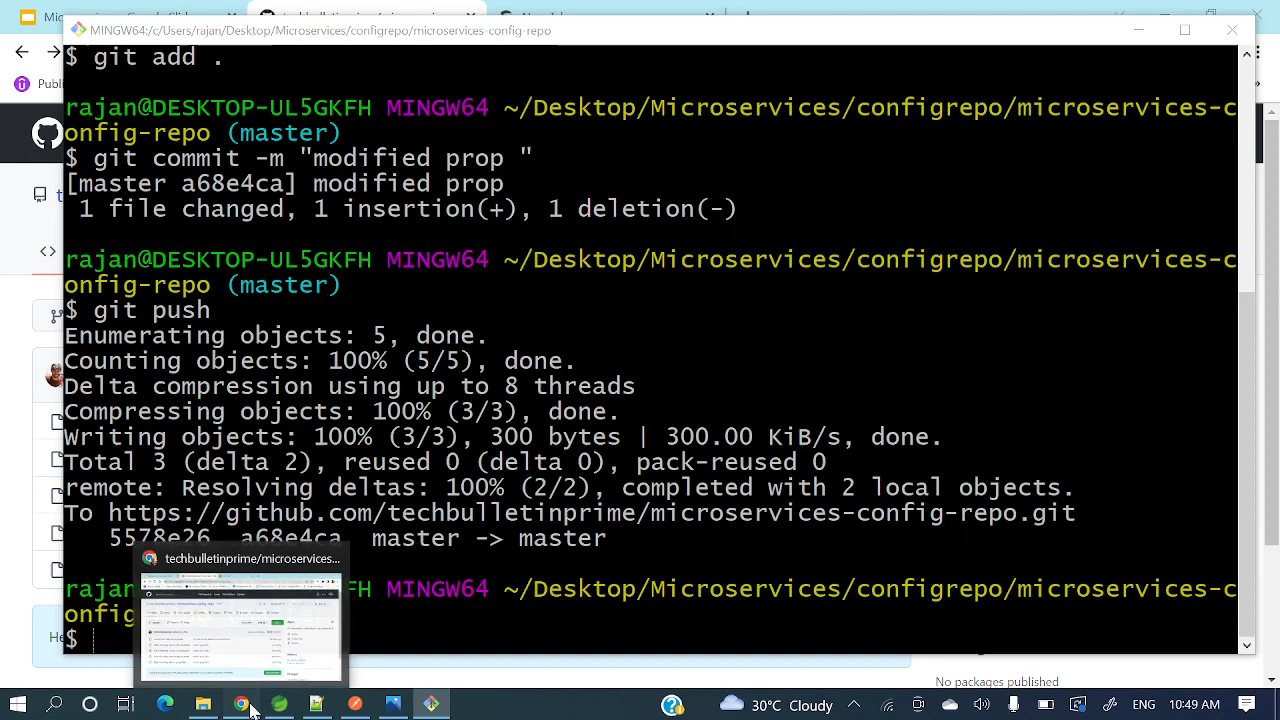 Mi
MINGW64:/c/Users/rajan/Desktop/Microservices/configrepo/microservices-config-repo
Publ
$ git add .
rajan@DESKTOP-UL5GKFH MINGW64 ~/Desktop/Microservices/configrepo/microservices-c
onfig-repo (master)
$ git commit -m "modified prop "
[master a68e4ca] modified prop
1 file changed, 1 insertion(+), 1 deletion(-)
rajan@DESKTOP-UL5GKFH MINGW64 ~/Desktop/Microservices/configrepo/microservices-c
onfig-repo (master)
$ git push
Enumerating objects: 5, done.
Counting objects: 100% (5/5), done.
Delta compression using up to 8 threads
Compressing objects: 100% (3/3), done.
Writing objects: 100% (3/3), 300 bytes | 300.00 KiB/s, done.
Total 3 (delta 2), reused 0 (delta 0), pack-reused 0
remote: Resolving deltas: 100% (2/2), completed with 2 local objects.
To https://github.com/techbulletinprime/microservices-config-repo.git
5578e26 a68e4ca master -> master
techbulletinprime/microservices...
MINGW64 ~/Desktop/Microservices/configrepo/microservices-c
No packages published
30°C Cloudy
10:49 AM